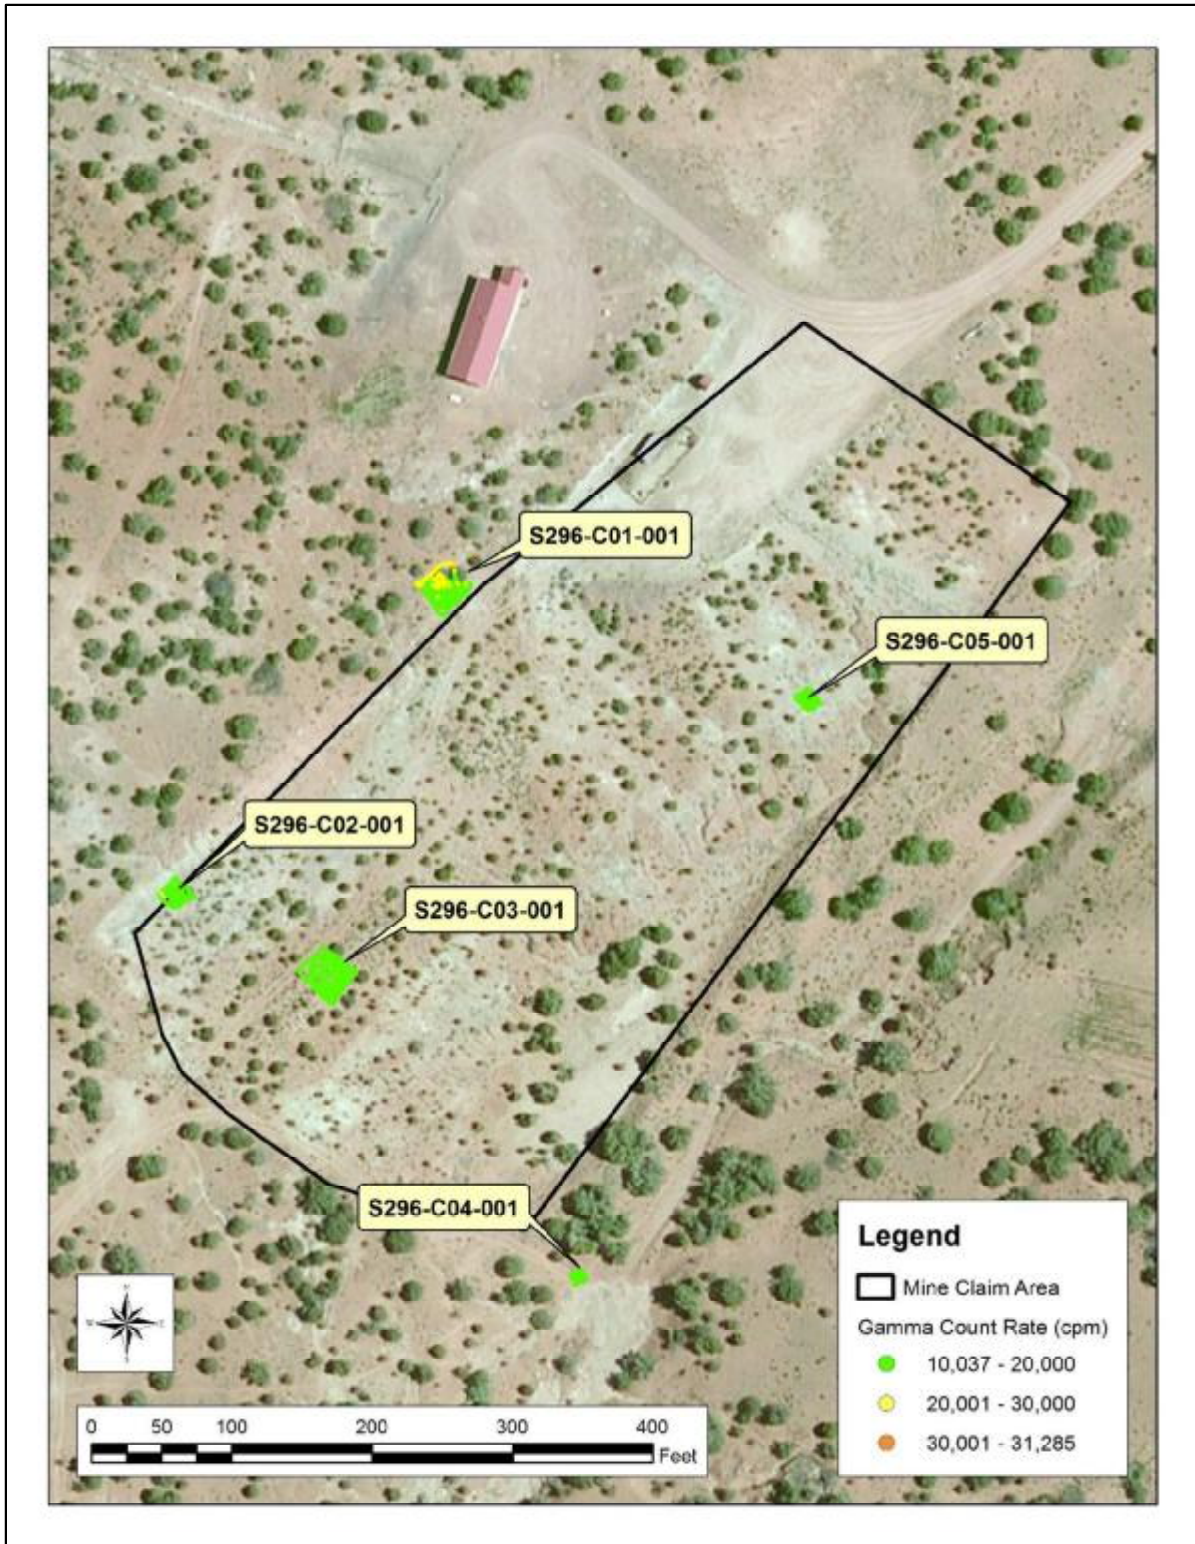 S296-C01-001
S296-C05-001
S296-C02-001
S296-C03-001
S296-C04-001
Legend
Mine Claim Area
Gamma Count Rate (cpm)
10,037 - 20,000
20,001 - 30,000
30,001 - 31,285
N
W
E
S
0 50 100 200 300 400
Feet